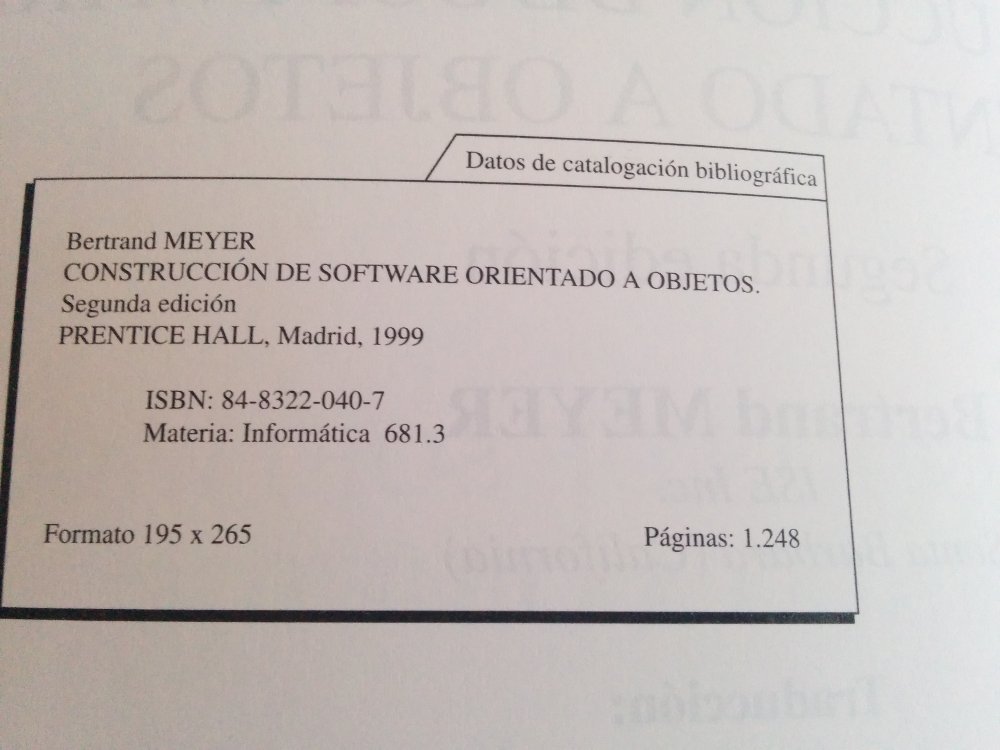 Datos de catalogación bibliográfica
Bertrand MEYER
CONSTRUCCIÓN DE SOFTWARE ORIENTADO A OBJETOS.
Segunda edición
PRENTICE HALL, Madrid, 1999
ISBN: 84-8322-040-7
Materia: Informática 681.3
Formato 195 x 265
Páginas: 1.248